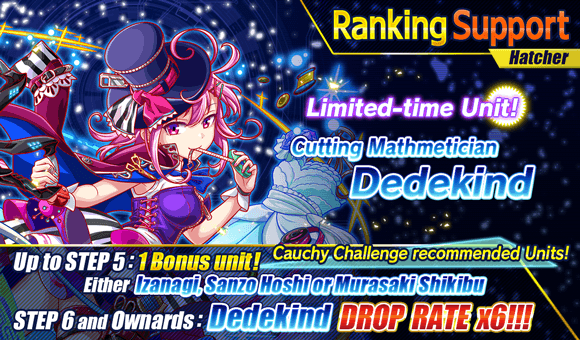 Ranking Support
Hatcher
Limited-time Unit!
Cutting Mathmetician
Dedekind
Cauchy Challenge recommended Units!
Up to STEP 5 : 1 Bonus unit!
Either Izanagi, Sanzo Hoshi or Murasaki Shikibu
STEP 6 and Ownards : Dedekind DROP RATE x6!!!